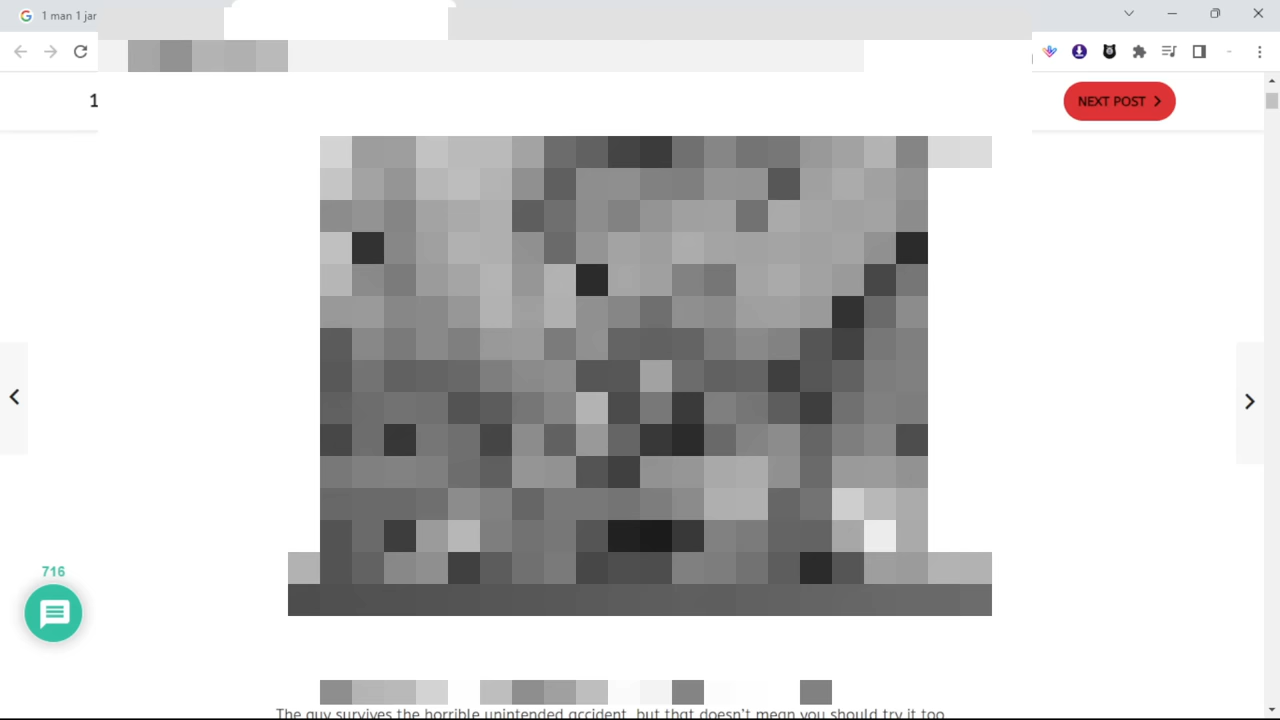 1 man 1 jar
1
NEXT POST
716
The guy survives the horrible unintended accident, but that doesn't mean you should try it too